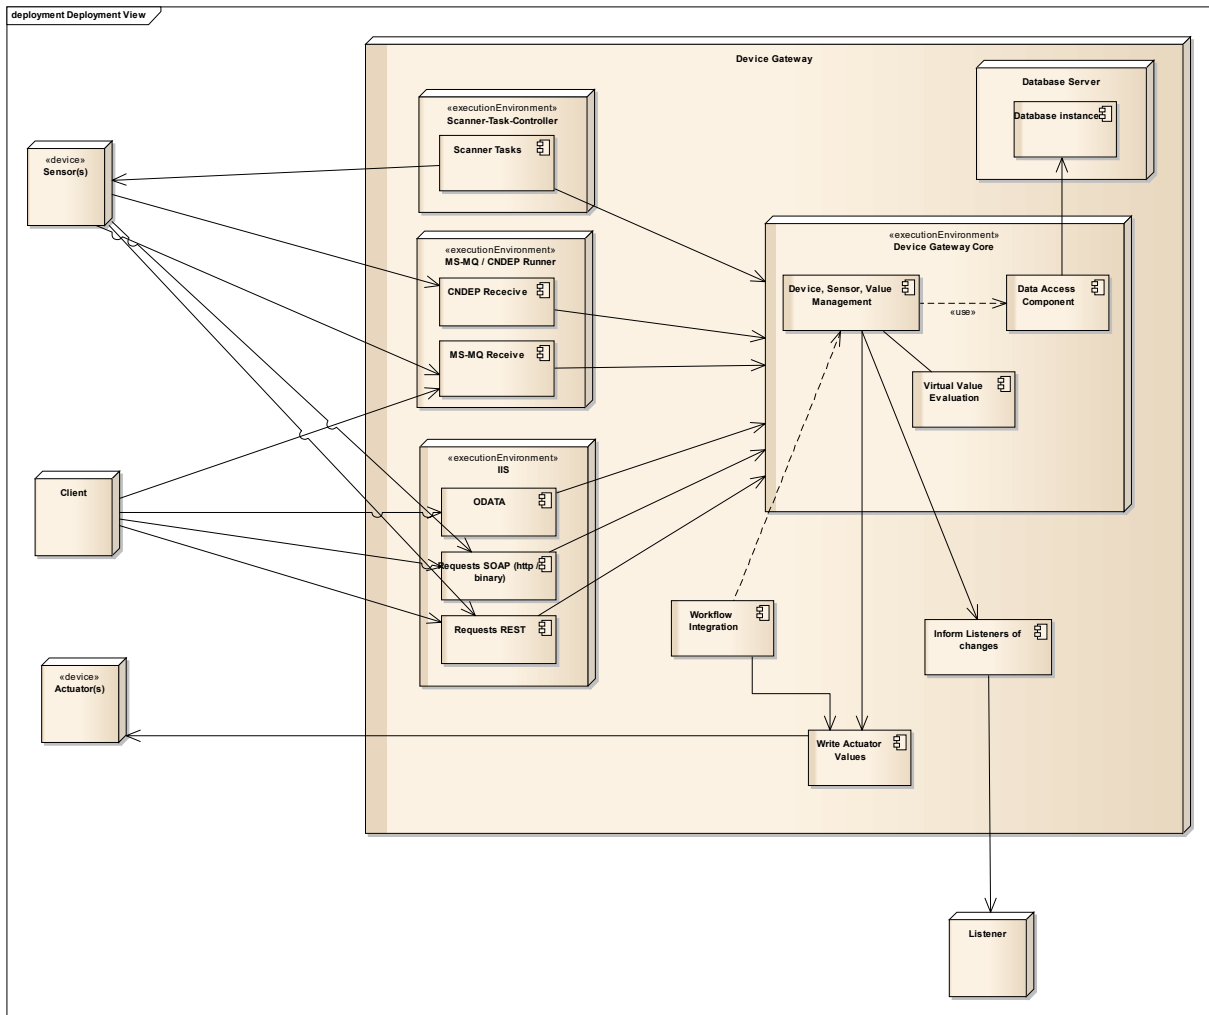 deployment Deployment View
Device Gateway
Database Server
Database instance
«executionEnvironment»
Scanner-Task-Controller
Scanner Tasks
«device»
Sensor(s)
«executionEnvironment»
MS-MQ / CNDEP Runner
CNDEP Rececive
MS-MQ Receive
«executionEnvironment»
Device Gateway Core
Device, Sensor, Value
Management
«use»
Data Access
Component
Virtual Value
Evaluation
«executionEnvironment»
IIS
ODATA
Requests SOAP (http /
binary)
Requests REST
Client
Workflow
Integration
Inform Listeners of
changes
«device»
Actuator(s)
Write Actuator
Values
Listener